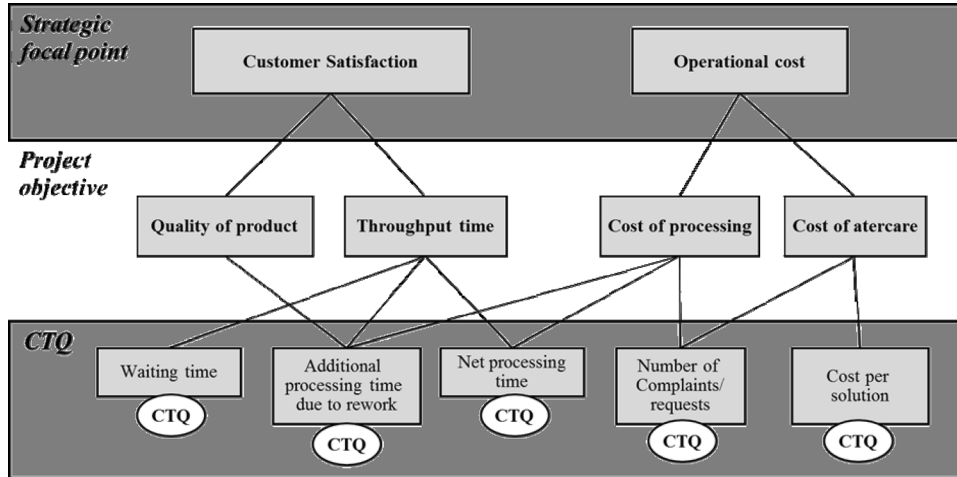 Strategic
focal point
Customer Satisfaction
Operational cost
Project
objective
Quality of product
Throughput time
Cost of processing
Cost of atercare
CTQ
Waiting time
CTQ
Additional
processing time
due to rework
CTQ
Net processing
time
CTQ
Number of
Complaints/
requests
CTQ
Cost per
solution
CTQ